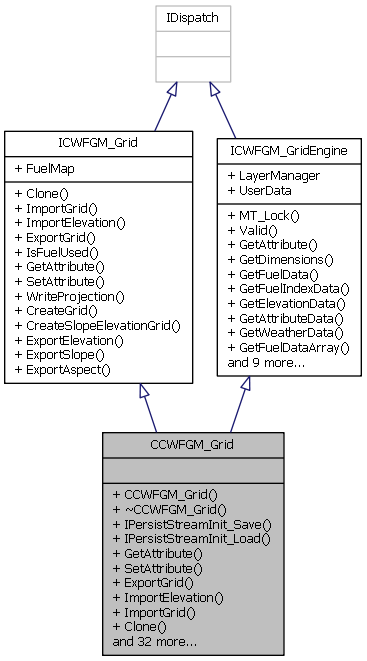 IDispatch
ICWFGM_Grid
+ FuelMap
+ Clone()
+ ImportGrid()
+ ImportElevation()
+ ExportGrid()
+ IsFuelUsed()
+ GetAttribute()
+ SetAttribute()
+ WriteProjection()
+ CreateGrid()
+ CreateSlopeElevationGrid()
+ ExportElevation()
+ ExportSlope()
+ ExportAspect()
ICWFGM_GridEngine
+ LayerManager
+ UserData
+ MT_Lock()
+ Valid()
+ GetAttribute()
+ GetDimensions()
+ GetFuelData()
+ GetFuelIndexData()
+ GetElevationData()
+ GetAttributeData()
+ GetWeatherData()
+ GetFuelDataArray()
and 9 more...
CCWFGM_Grid
+ CCWFGM_Grid()
+ ~CCWFGM_Grid()
+ IPersistStreamInit_Save()
+ IPersistStreamInit_Load()
+ GetAttribute()
+ SetAttribute()
+ ExportGrid()
+ ImportElevation()
+ ImportGrid()
+ Clone()
and 32 more...